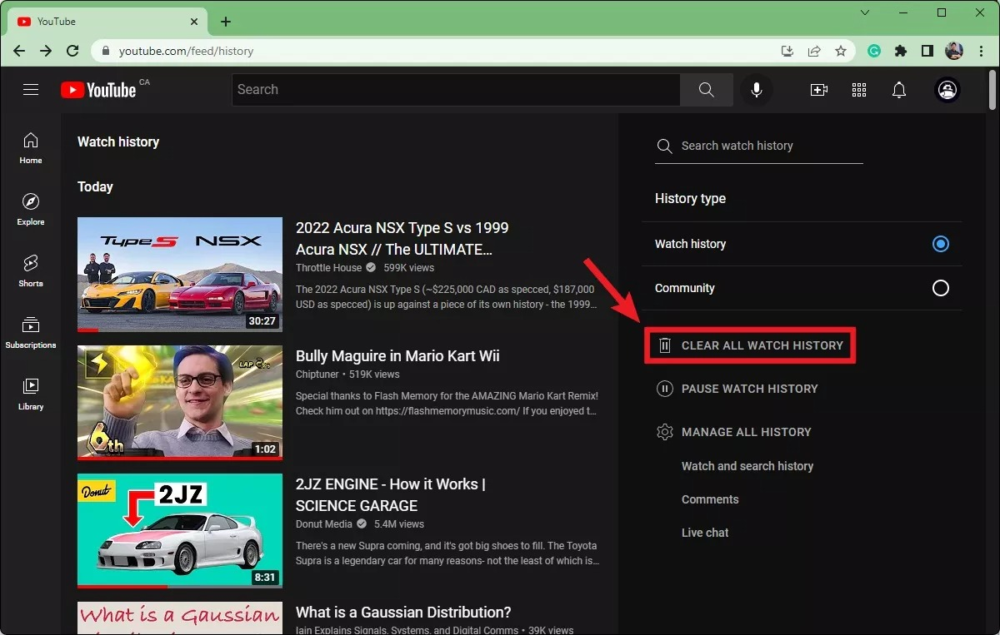 YouTube
youtube.com/feed/history
YouTube CA
Search
Home
Explore
Shorts
Subscriptions
Library
Watch history
Today
Type S NSX
30:27
2022 Acura NSX Type S vs 1999
Acura NSX // The ULTIMATE…
Throttle House 599K views
The 2022 Acura NSX Type S (~$225,000 CAD as specced, $187,000
USD as specced) is up against a piece of its own history - the 1999…
LAP
6th
1:02
Bully Maguire in Mario Kart Wii
Chiptuner • 519K views
Special thanks to Flash Memory for the AMAZING Mario Kart Remix!
Check him out on https://flashmemorymusic.com/ If you enjoyed t…
Donut
2JZ
8:31
2JZ ENGINE - How it Works |
SCIENCE GARAGE
Donut Media 5.4M views
There's a new Supra coming, and it's got big shoes to fill. The Toyota
Supra is a legendary car for many reasons- not the least of which is…
What is a Gaussian
What is a Gaussian Distribution?
Iain Explains Signals, Systems, and Digital Comms • 39K views
Search watch history
History type
Watch history
Community
CLEAR ALL WATCH HISTORY
PAUSE WATCH HISTORY
MANAGE ALL HISTORY
Watch and search history
Comments
Live chat